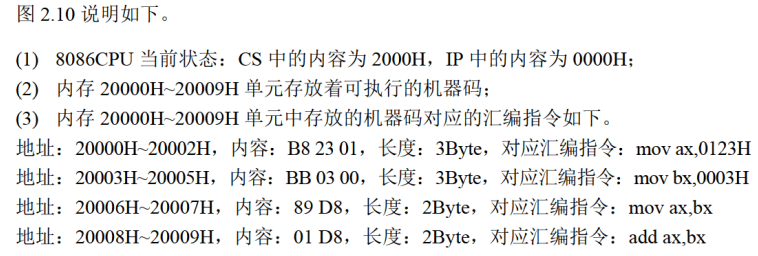 图 2.10 说明如下。
(1) 8086CPU 当前状态：CS 中的内容为 2000H，IP 中的内容为 0000H；
(2) 内存 20000H~20009H 单元存放着可执行的机器码；
(3) 内存 20000H~20009H 单元中存放的机器码对应的汇编指令如下。
地址：20000H~20002H，内容：B8 23 01，长度：3Byte，对应汇编指令：mov ax,0123H
地址：20003H~20005H，内容：BB 03 00，长度：3Byte，对应汇编指令：mov bx,0003H
地址：20006H~20007H，内容：89 D8，长度：2Byte，对应汇编指令：mov ax,bx
地址：20008H~20009H，内容：01 D8，长度：2Byte，对应汇编指令：add ax,bx